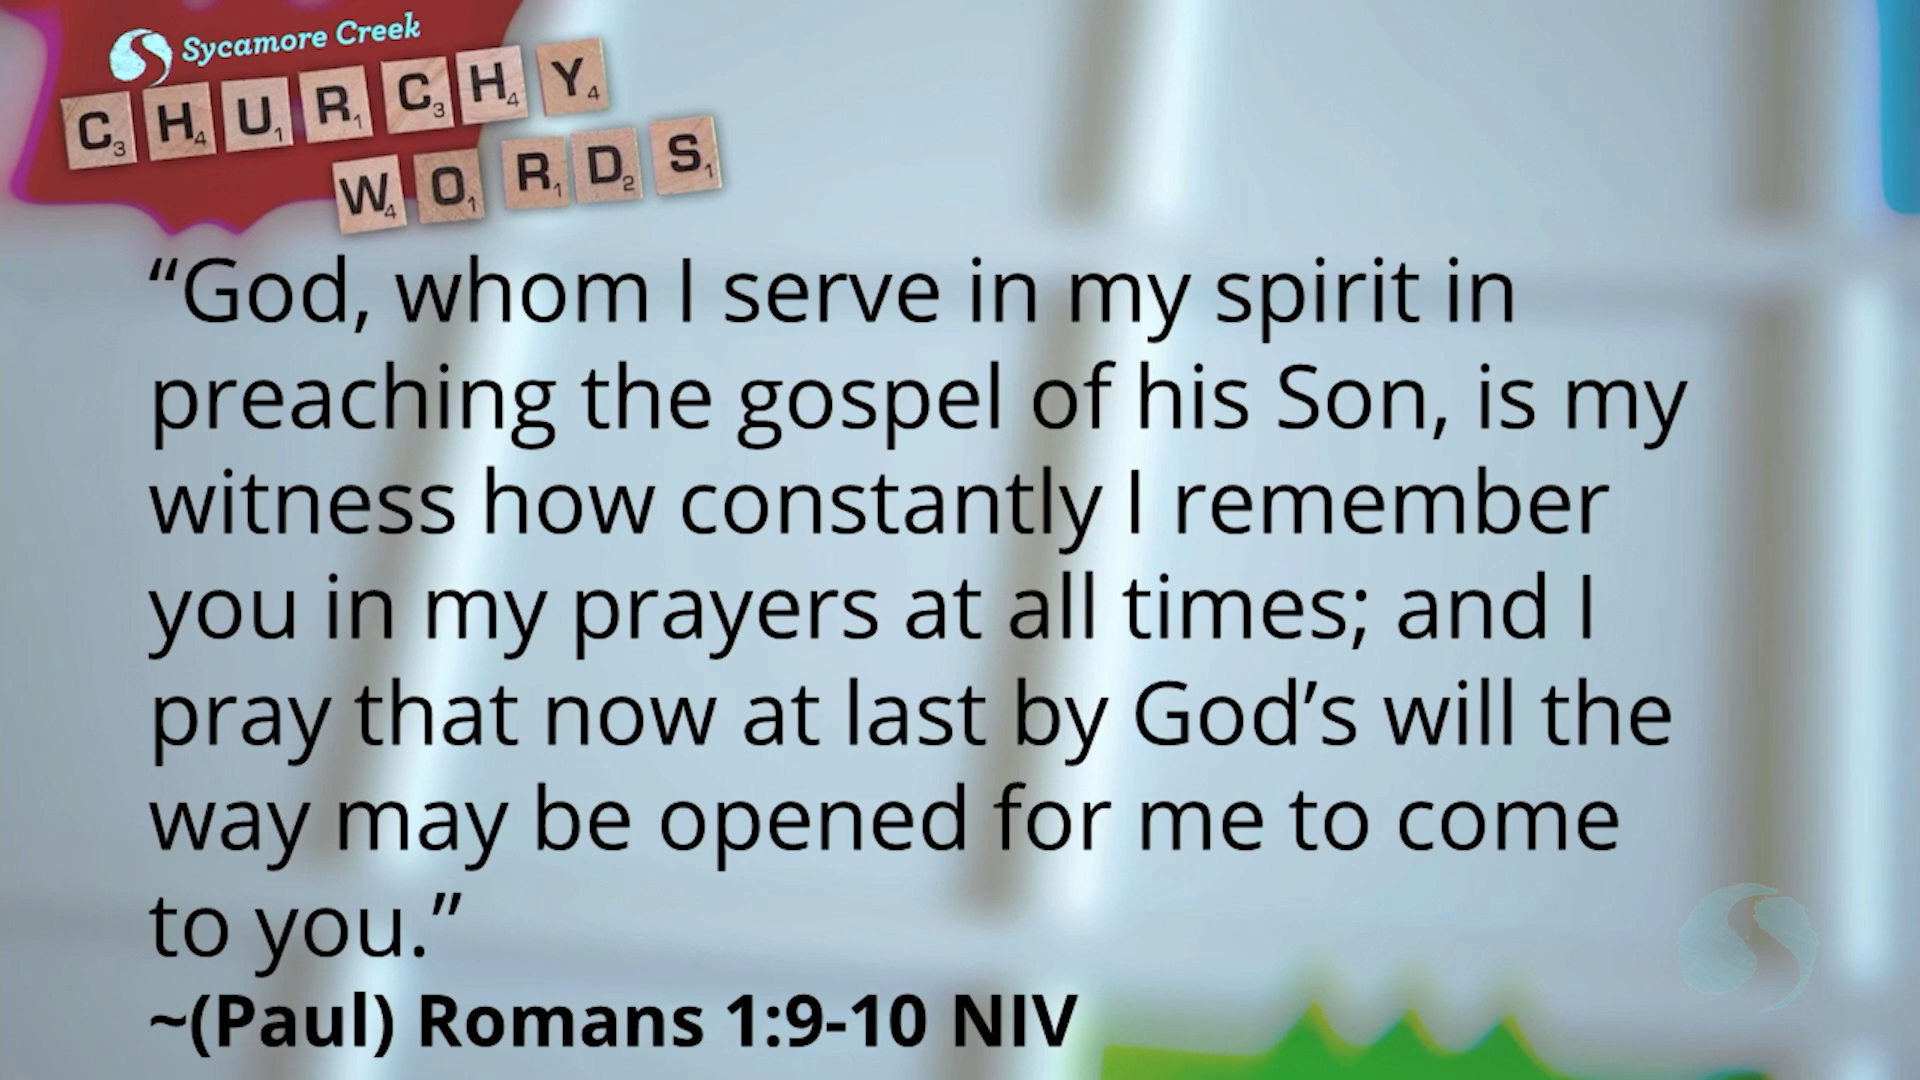 Sycamore Creek
CHURCHY
WORDS
“God, whom I serve in my spirit in
preaching the gospel of his Son, is my
witness how constantly I remember
you in my prayers at all times; and I
pray that now at last by God’s will the
way may be opened for me to come
to you.”
~(Paul) Romans 1:9-10 NIV